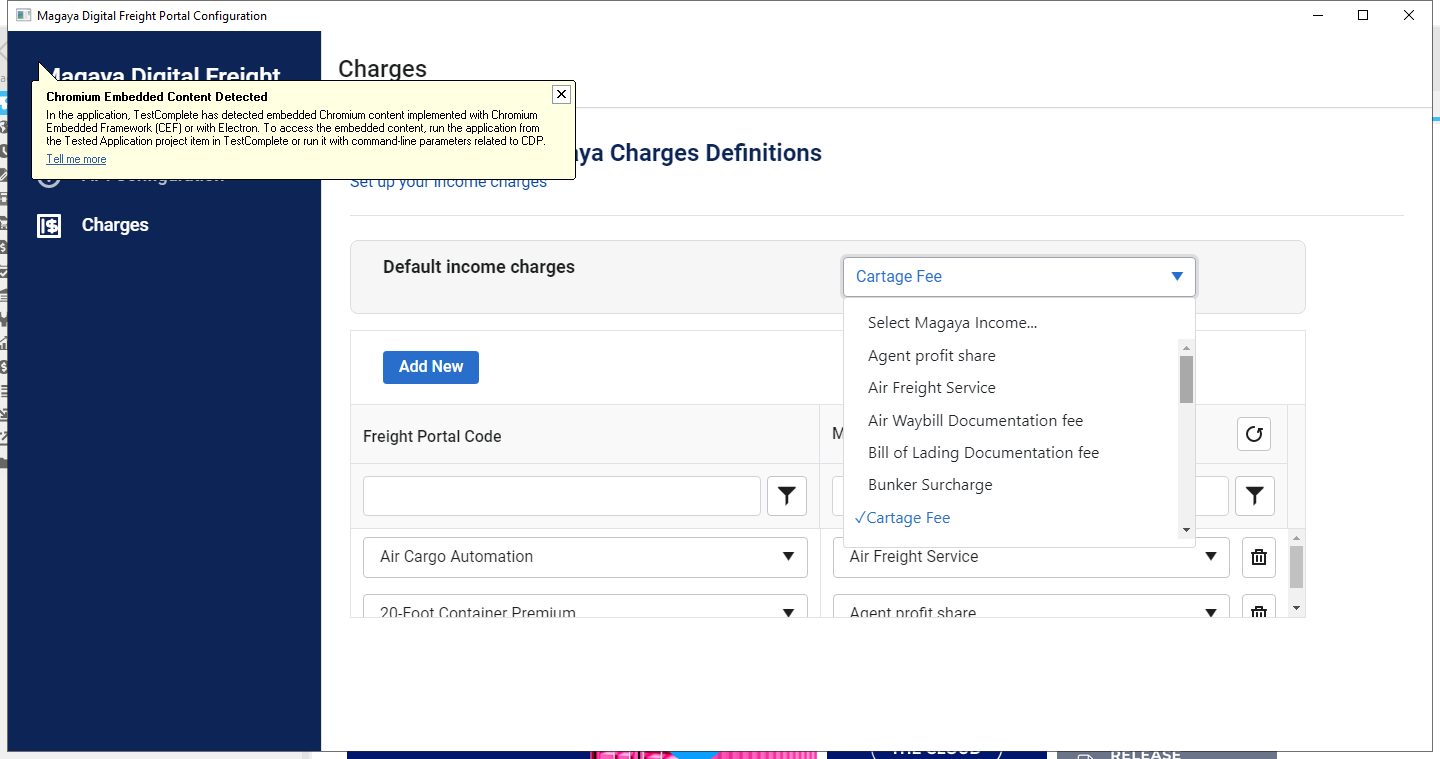 Magaya Digital Freight Portal Configuration
Magaya Digital Freight
Charges
Chromium Embedded Content Detected
In the application, TestComplete has detected embedded Chromium content implemented with Chromium
Embedded Framework (CEF) or with Electron. To access the embedded content, run the application from
the Tested Application project item in TestComplete or run it with command-line parameters related to CDP.
Tell me more
aya Charges Definitions
Set up your income charges
API Configuration
Charges
Default income charges
Cartage Fee
Select Magaya Income...
Agent profit share
Air Freight Service
Air Waybill Documentation fee
Bill of Lading Documentation fee
Bunker Surcharge
✓Cartage Fee
Add New
Freight Portal Code
M
Air Cargo Automation
Air Freight Service
20-Foot Container Premium
Agent profit share
THE CLOUD
RELEASE